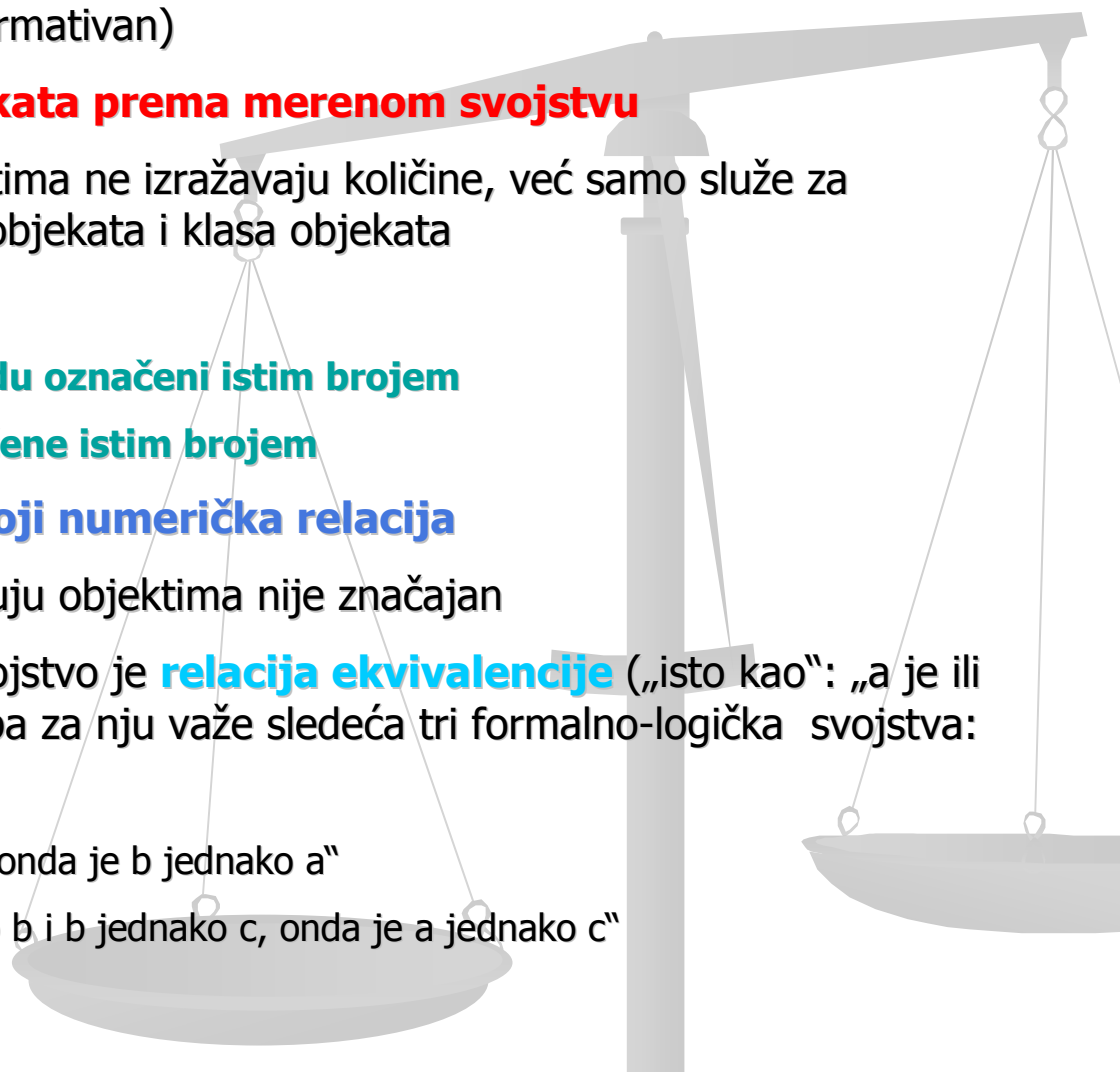 rmativan)
kata prema merenom svojstvu
tima ne izražavaju količine, već samo služe za
objekata i klasa objekata
du označeni istim brojem
ene istim brojem
oji numerička relacija
uju objektima nije značajan
ojstvo je relacija ekvivalencije („isto kao“: „a je ili
pa za nju važe sledeća tri formalno-logička svojstva:
onda je b jednako a“
b i b jednako c, onda je a jednako c“